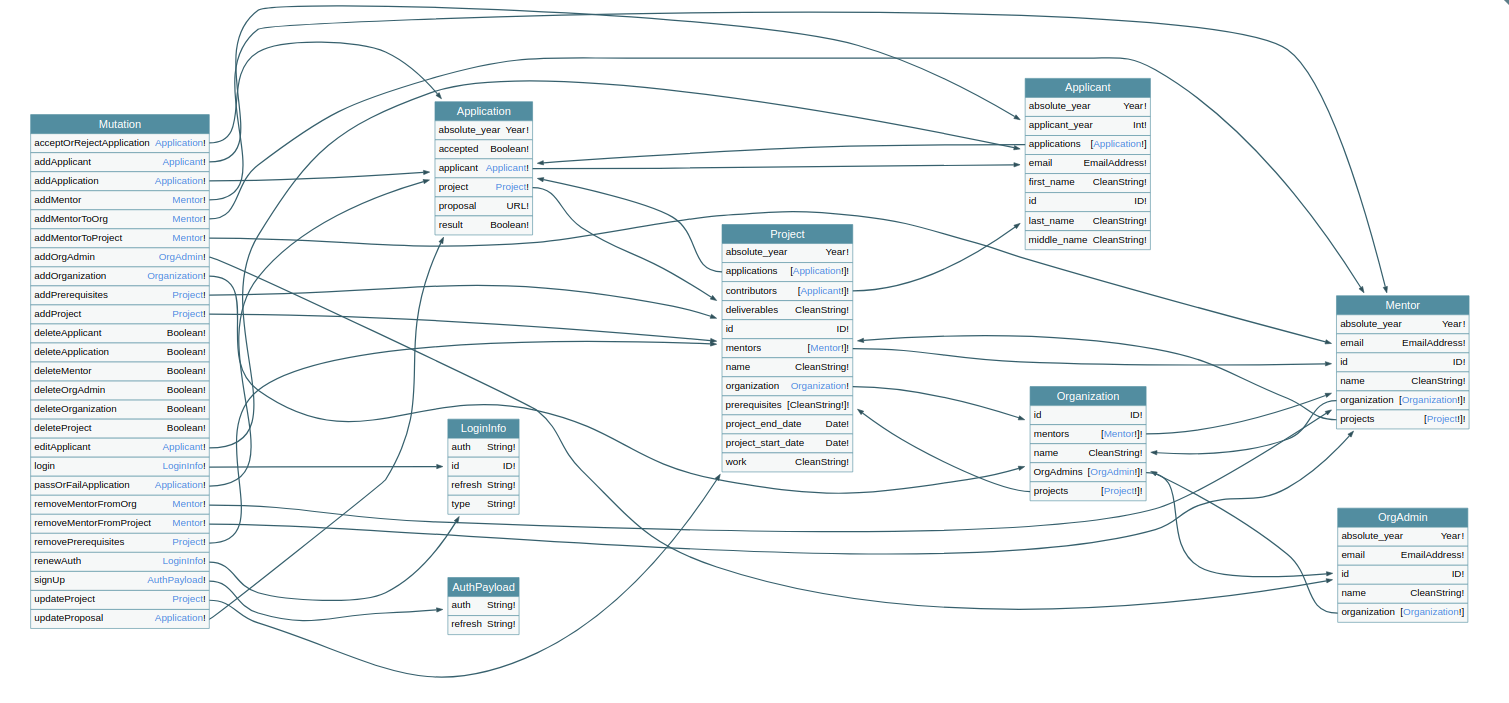 Mutation
acceptOrRejectApplication Application!
addApplicant Applicant!
addApplication Application!
addMentor Mentor!
addMentorToOrg Mentor!
addMentorToProject Mentor!
addOrgAdmin OrgAdmin!
addOrganization Organization!
addPrerequisites Project!
addProject Project!
deleteApplicant Boolean!
deleteApplication Boolean!
deleteMentor Boolean!
deleteOrgAdmin Boolean!
deleteOrganization Boolean!
deleteProject Boolean!
editApplicant Applicant!
login LoginInfo!
passOrFailApplication Application!
removeMentorFromOrg Mentor!
removeMentorFromProject Mentor!
removePrerequisites Project!
renewAuth LoginInfo!
signUp AuthPayload!
updateProject Project!
updateProposal Application!
Application
absolute_year Year!
accepted Boolean!
applicant Applicant!
project Project!
proposal URL!
result Boolean!
LoginInfo
auth String!
id ID!
refresh String!
type String!
AuthPayload
auth String!
refresh String!
Project
absolute_year Year!
applications [Application!]!
contributors [Applicant!]!
deliverables CleanString!
id ID!
mentors [Mentor!]!
name CleanString!
organization Organization!
prerequisites [CleanString!]!
project_end_date Date!
project_start_date Date!
work CleanString!
Applicant
absolute_year Year!
applicant_year Int!
applications [Application!]
email EmailAddress!
first_name CleanString!
id ID!
last_name CleanString!
middle_name CleanString!
Organization
id ID!
mentors [Mentor!]!
name CleanString!
OrgAdmins [OrgAdmin!]!
projects [Project!]!
Mentor
absolute_year Year!
email EmailAddress!
id ID!
name CleanString!
organization [Organization!]!
projects [Project!]!
OrgAdmin
absolute_year Year!
email EmailAddress!
id ID!
name CleanString!
organization [Organization!]